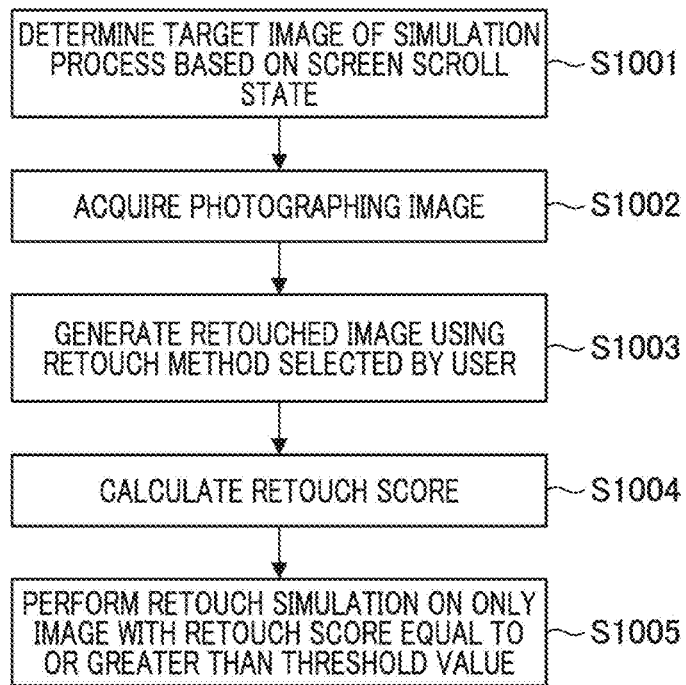 DETERMINE TARGET IMAGE OF SIMULATION
PROCESS BASED ON SCREEN SCROLL
STATE
S1001
ACQUIRE PHOTOGRAPHING IMAGE
S1002
GENERATE RETOUCHED IMAGE USING
RETOUCH METHOD SELECTED BY USER
S1003
CALCULATE RETOUCH SCORE
S1004
PERFORM RETOUCH SIMULATION ON ONLY
IMAGE WITH RETOUCH SCORE EQUAL TO
OR GREATER THAN THRESHOLD VALUE
S1005